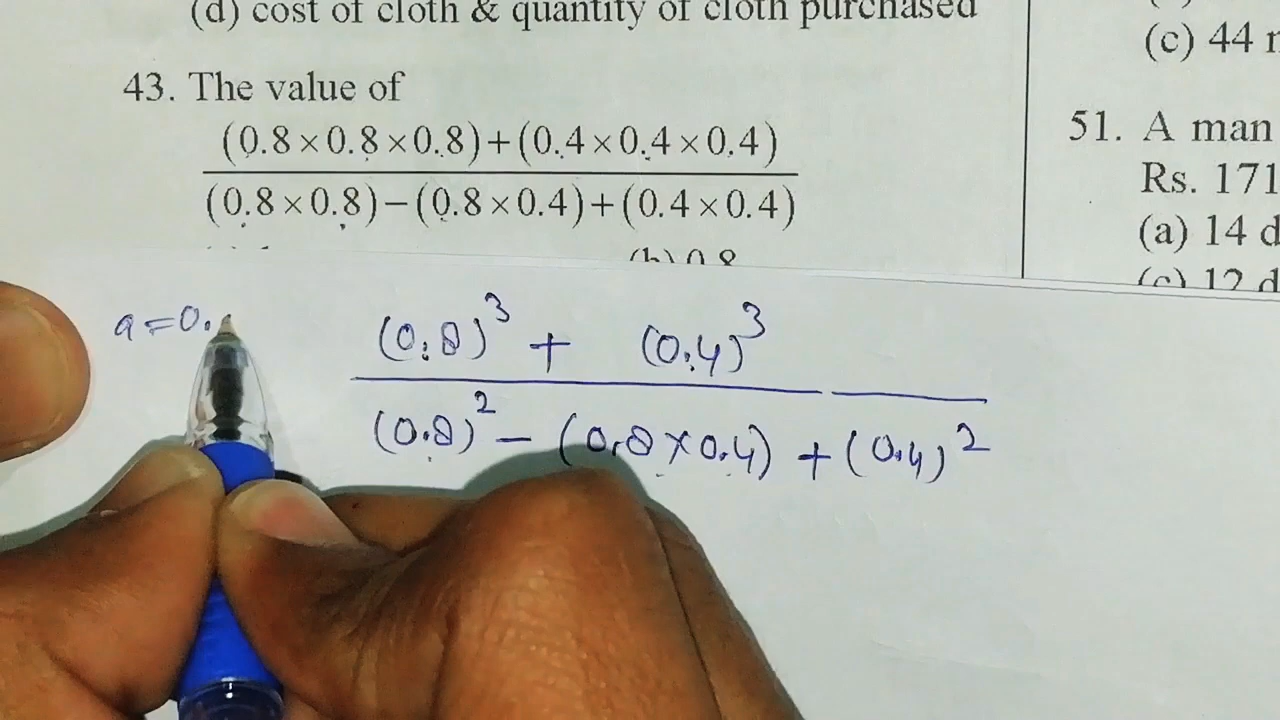 (d) cost of cloth & quantity of cloth purchased
43. The value of
(0.8×0.8×0.8)+(0.4×0.4×0.4)
(0.8×0.8)−(0.8×0.4)+(0.4×0.4)
(b) 0.8
(c) 44
51. A man
Rs. 171
(a) 14 d
(c) 12 d
a=0.
(0.8)³ + (0.4)³
(0.8)² − (0.8×0.4) + (0.4)²